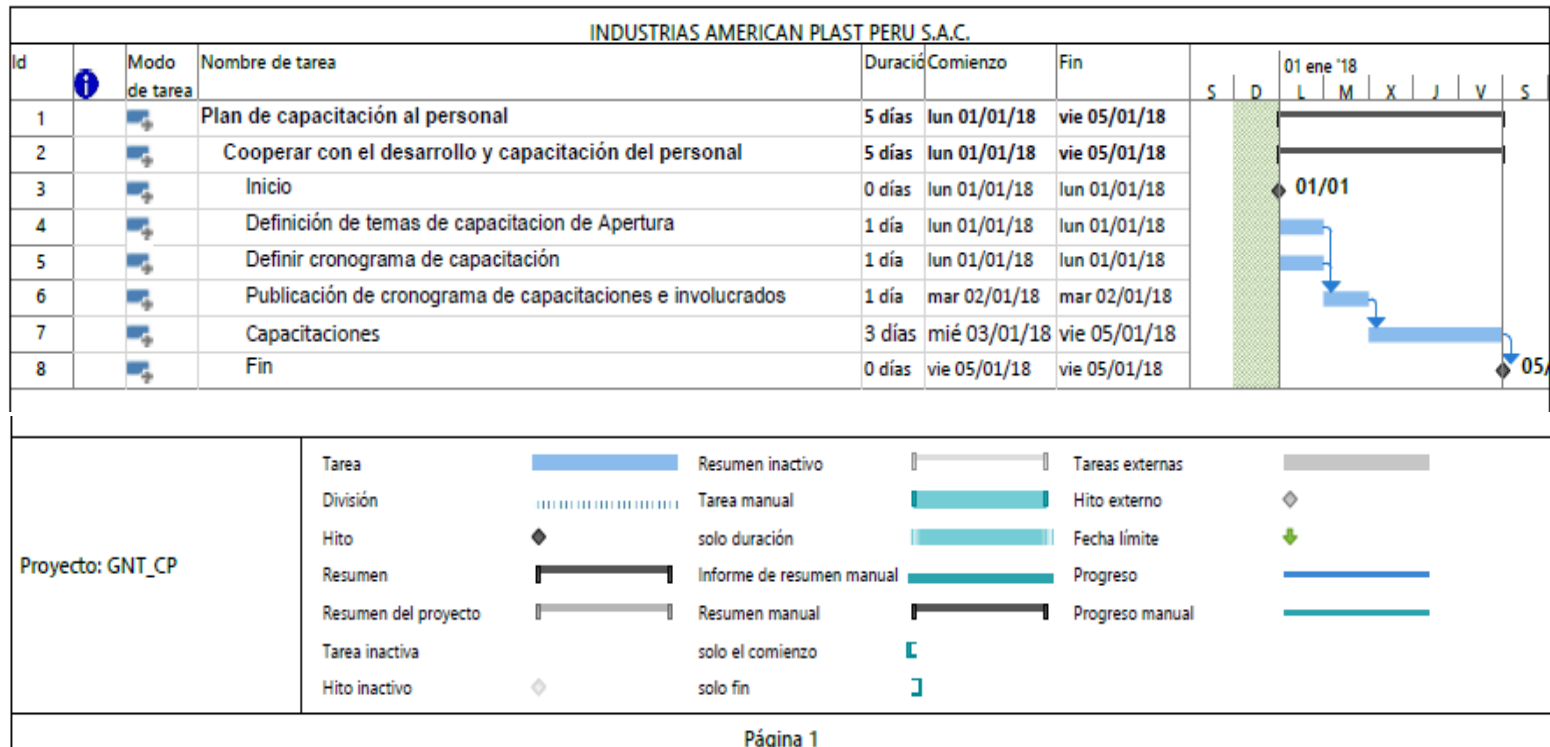 INDUSTRIAS AMERICAN PLAST PERU S.A.C.
Id Modo de tarea Nombre de tarea Duració Comienzo Fin 01 ene '18
S D L M X J V S
1 Plan de capacitación al personal 5 días lun 01/01/18 vie 05/01/18
2 Cooperar con el desarrollo y capacitación del personal 5 días lun 01/01/18 vie 05/01/18
3 Inicio 0 días lun 01/01/18 lun 01/01/18 01/01
4 Definición de temas de capacitacion de Apertura 1 día lun 01/01/18 lun 01/01/18
5 Definir cronograma de capacitación 1 día lun 01/01/18 lun 01/01/18
6 Publicación de cronograma de capacitaciones e involucrados 1 día mar 02/01/18 mar 02/01/18
7 Capacitaciones 3 días mié 03/01/18 vie 05/01/18
8 Fin 0 días vie 05/01/18 vie 05/01/18 05/
Proyecto: GNT_CP
Tarea Resumen inactivo Tareas externas
División Tarea manual Hito externo
Hito solo duración Fecha límite
Resumen Informe de resumen manual Progreso
Resumen del proyecto Resumen manual Progreso manual
Tarea inactiva solo el comienzo
Hito inactivo solo fin
Página 1